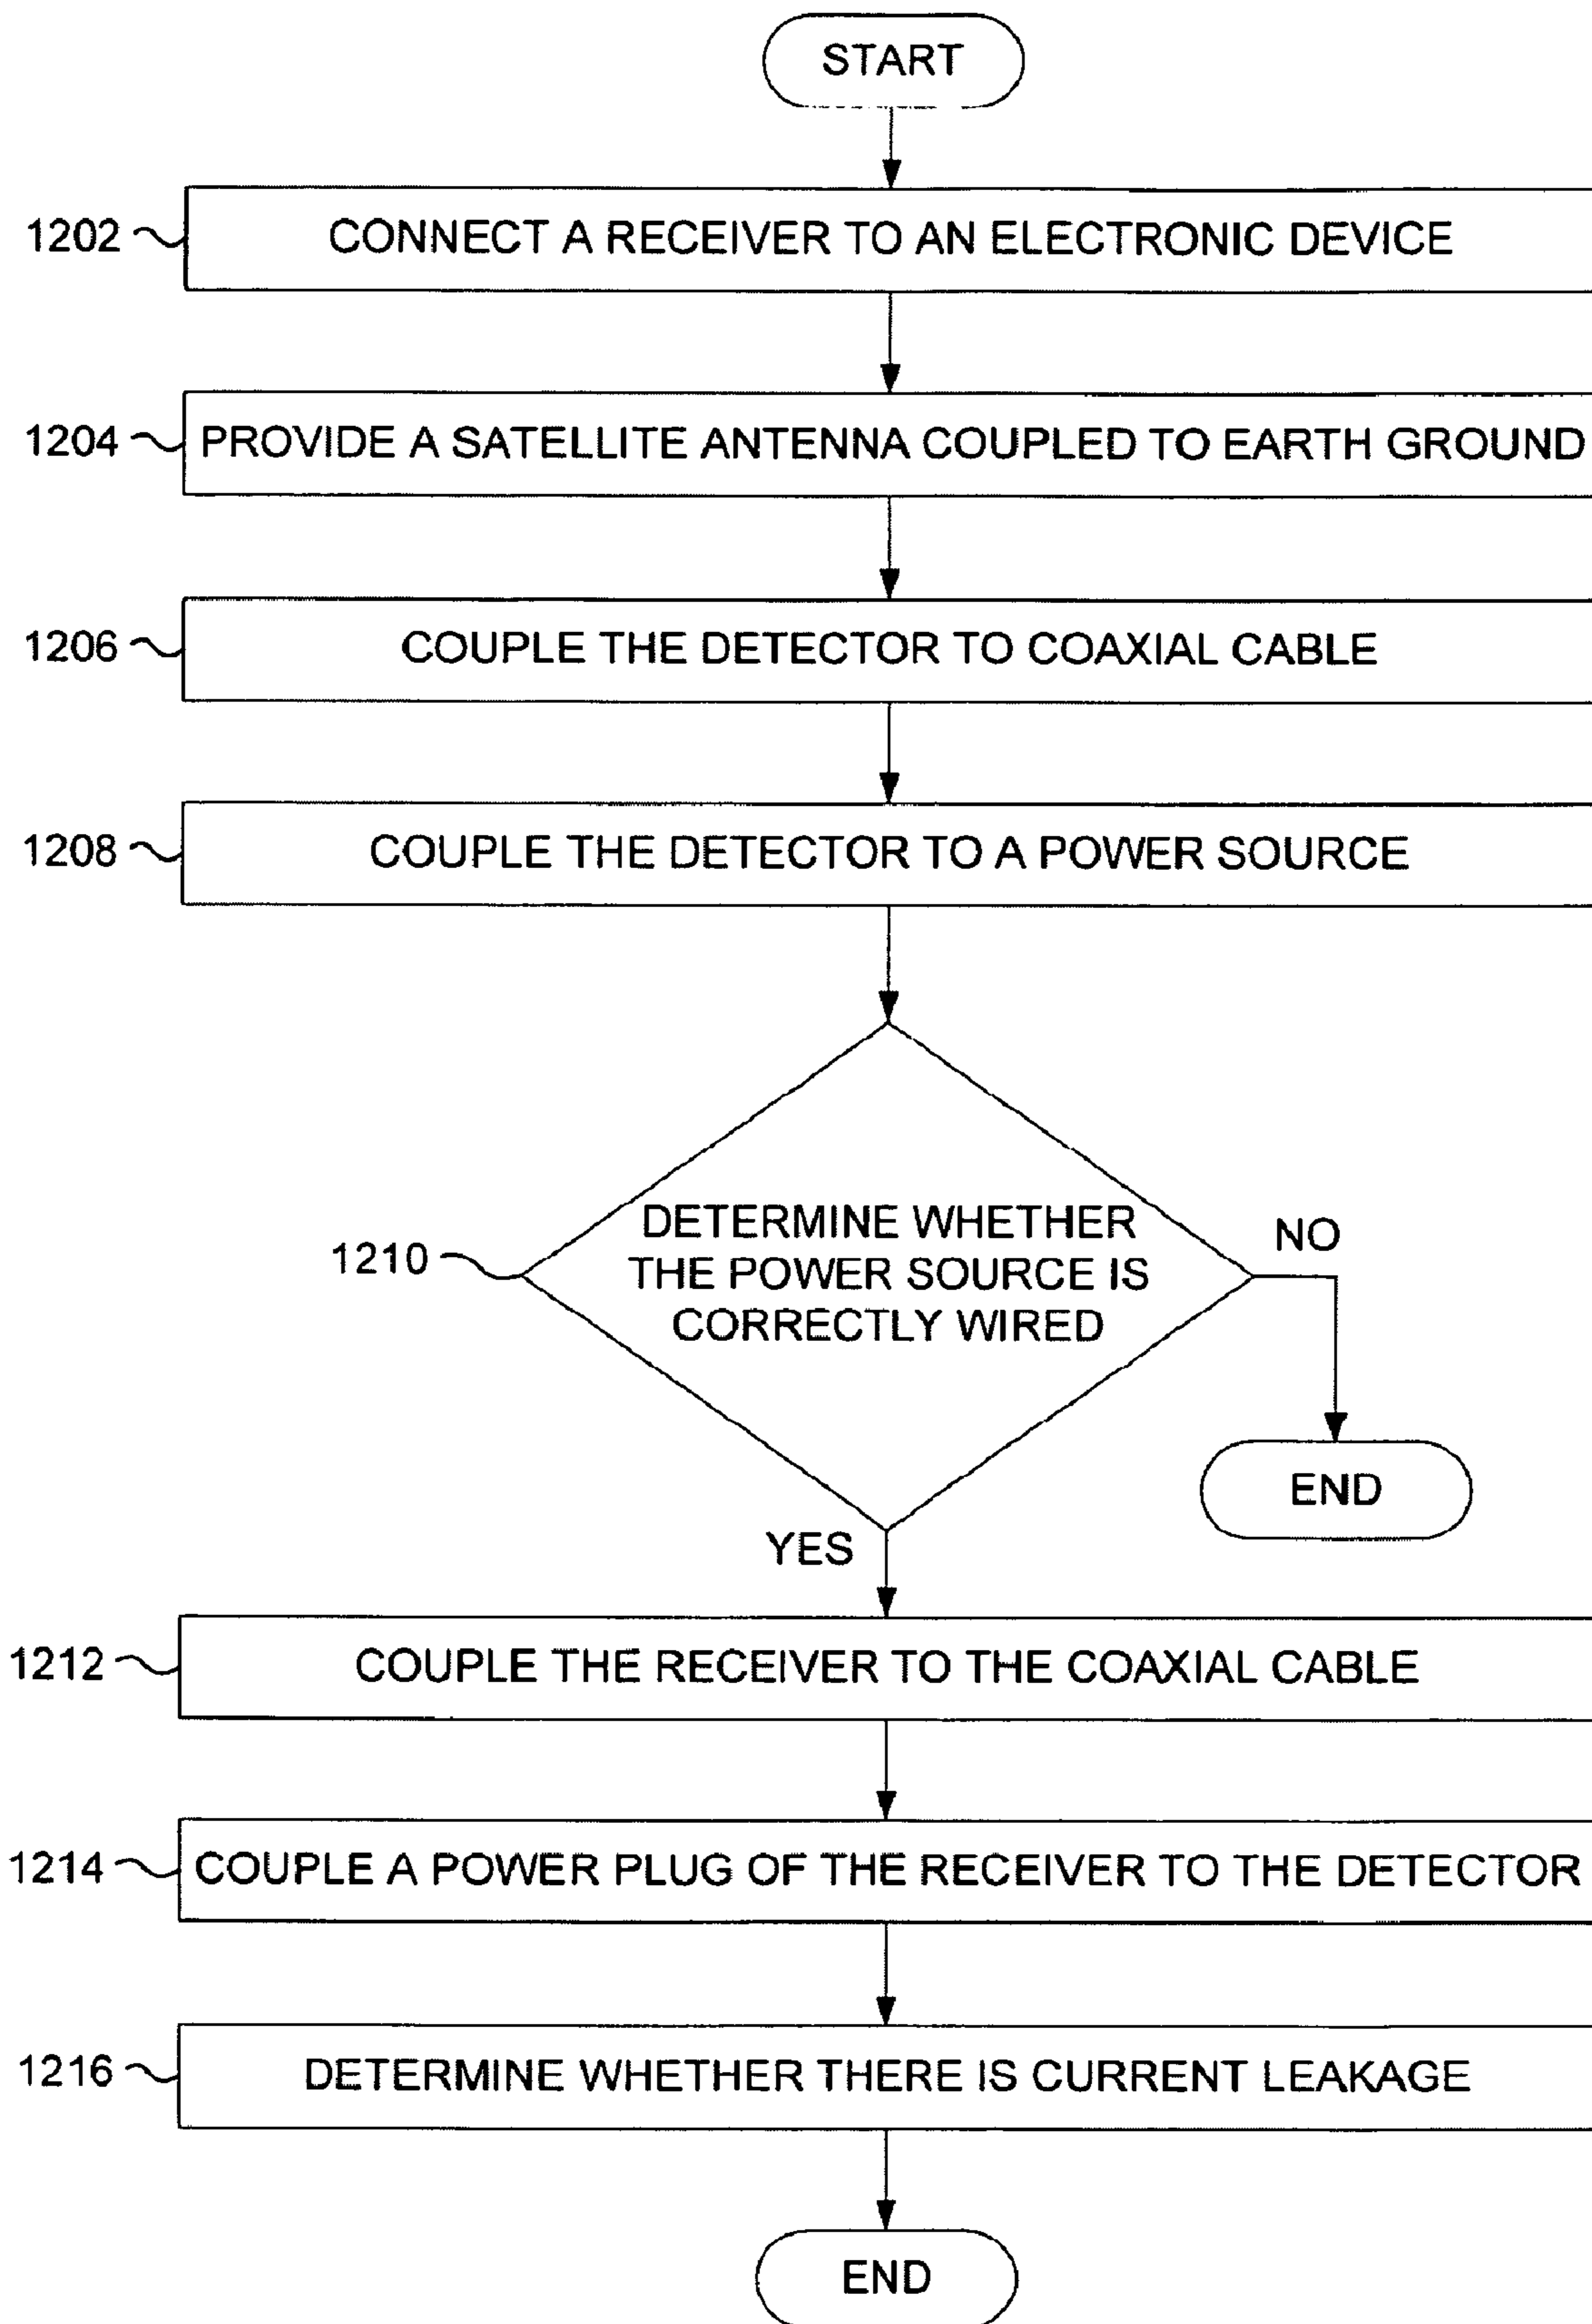 START
1202 CONNECT A RECEIVER TO AN ELECTRONIC DEVICE
1204 PROVIDE A SATELLITE ANTENNA COUPLED TO EARTH GROUND
1206 COUPLE THE DETECTOR TO COAXIAL CABLE
1208 COUPLE THE DETECTOR TO A POWER SOURCE
1210
DETERMINE WHETHER
THE POWER SOURCE IS
CORRECTLY WIRED
NO
END
YES
1212 COUPLE THE RECEIVER TO THE COAXIAL CABLE
1214 COUPLE A POWER PLUG OF THE RECEIVER TO THE DETECTOR
1216 DETERMINE WHETHER THERE IS CURRENT LEAKAGE
END